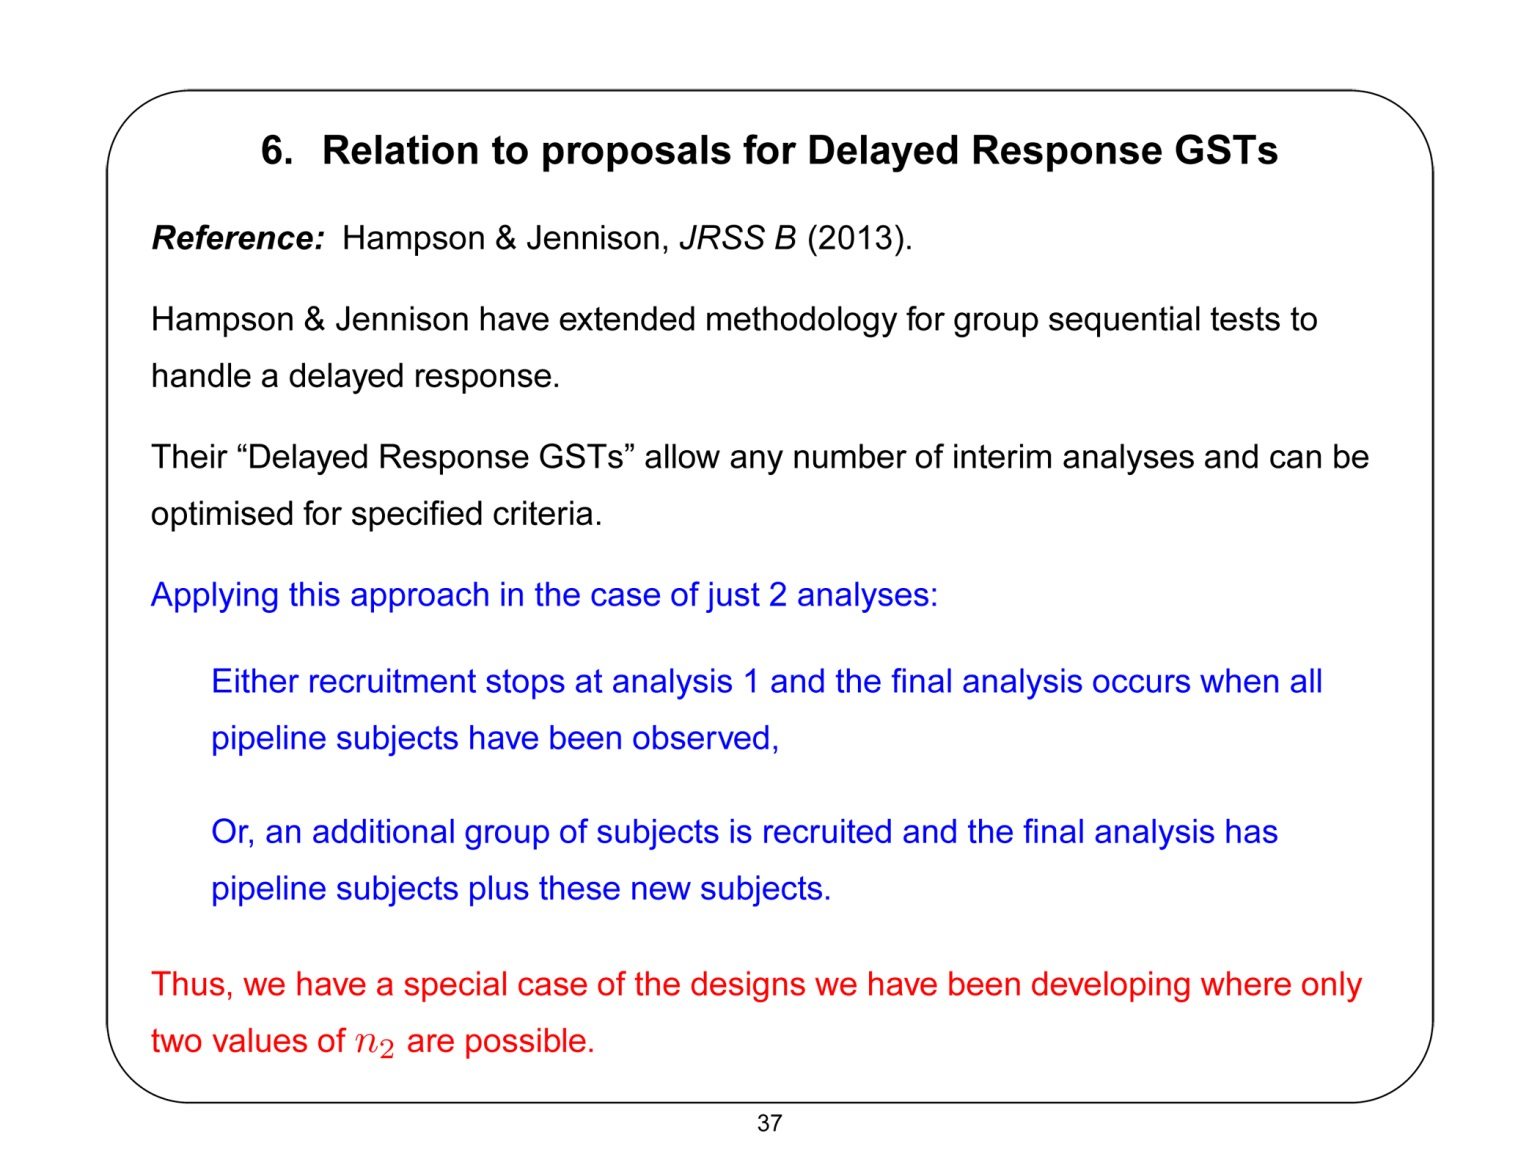 6. Relation to proposals for Delayed Response GSTs
Reference: Hampson & Jennison, JRSS B (2013).
Hampson & Jennison have extended methodology for group sequential tests to
handle a delayed response.
Their “Delayed Response GSTs” allow any number of interim analyses and can be
optimised for specified criteria.
Applying this approach in the case of just 2 analyses:
Either recruitment stops at analysis 1 and the final analysis occurs when all
pipeline subjects have been observed,
Or, an additional group of subjects is recruited and the final analysis has
pipeline subjects plus these new subjects.
Thus, we have a special case of the designs we have been developing where only
two values of n₂ are possible.
37